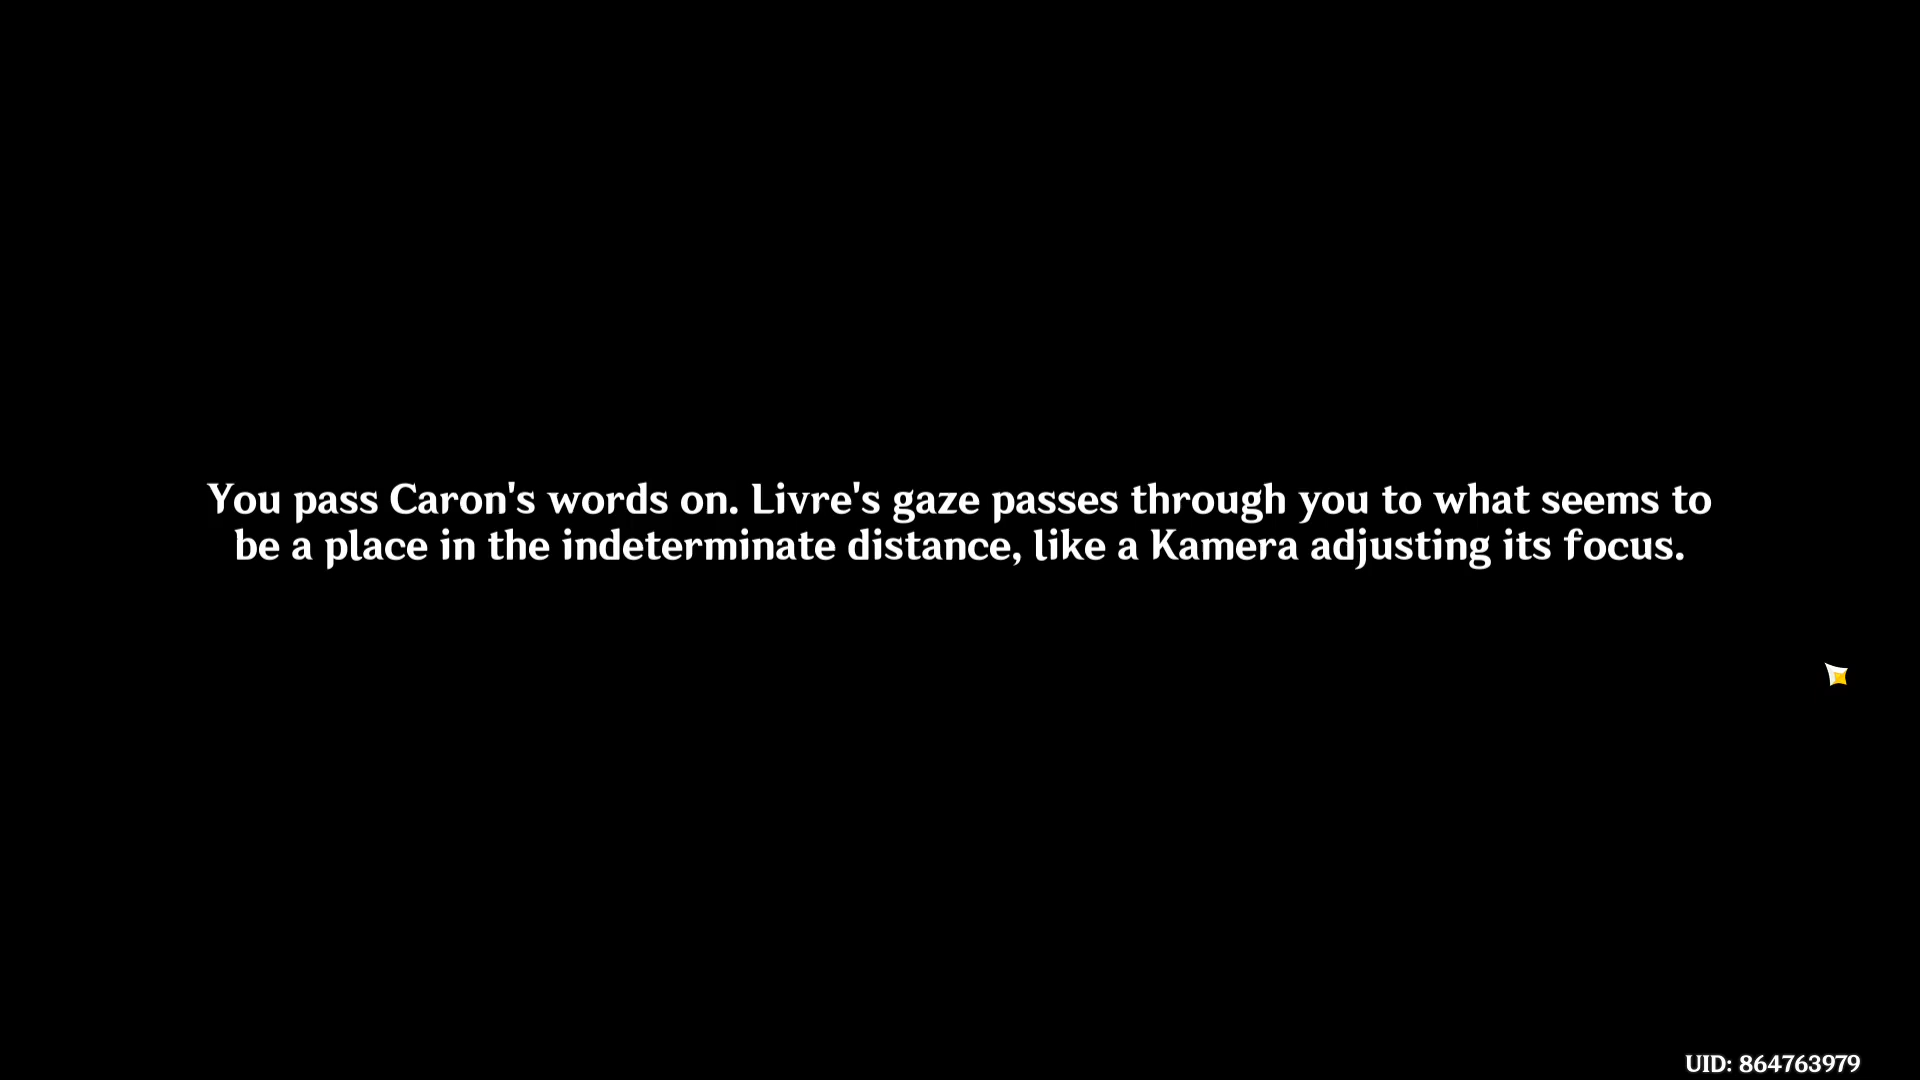 You pass Caron's words on. Livre's gaze passes through you to what seems to
be a place in the indeterminate distance, like a Kamera adjusting its focus.
UID: 864763979